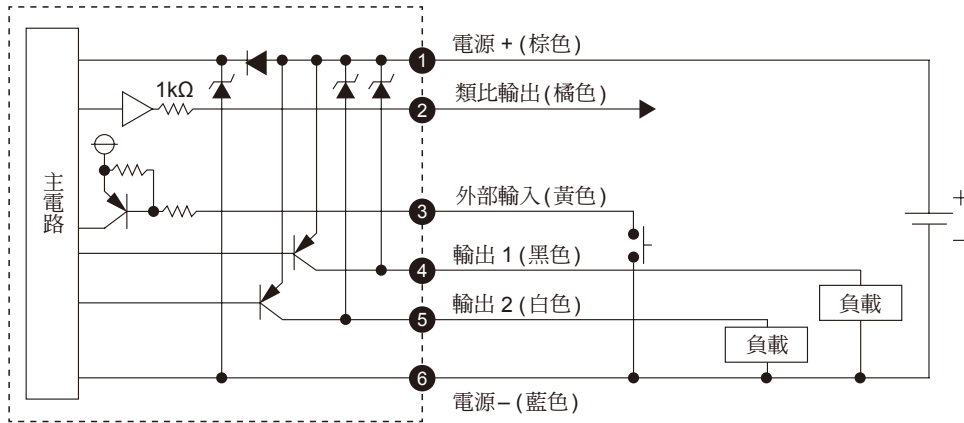 電源 + (棕色)
1
1kΩ
類比輸出 (橘色)
2
主電路
外部輸入 (黃色)
3
+
−
輸出 1 (黑色)
4
負載
輸出 2 (白色)
5
負載
6
電源− (藍色)